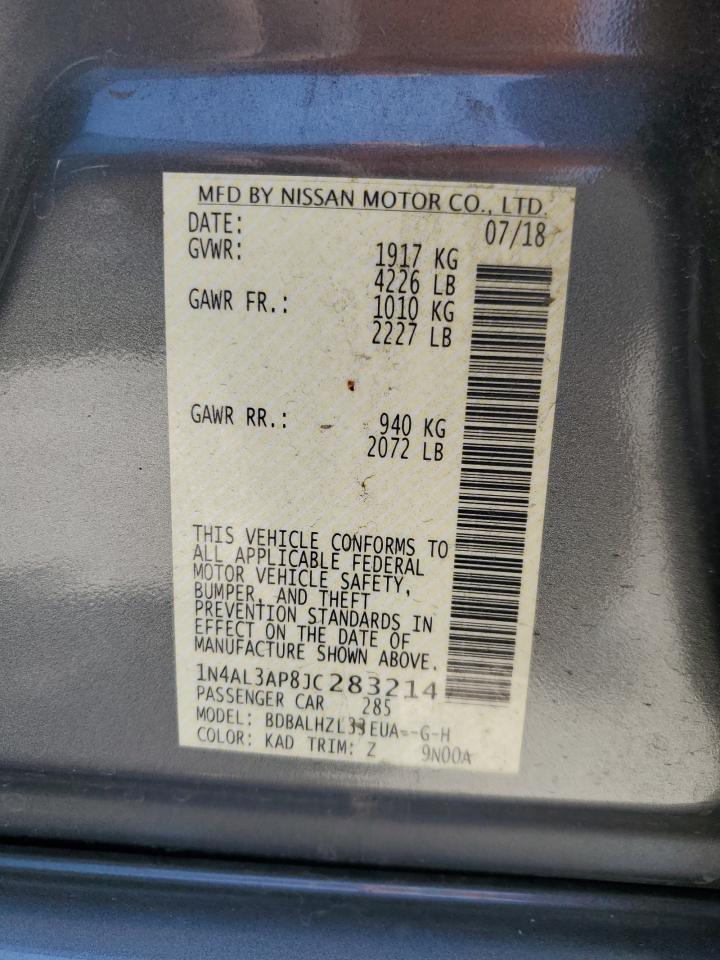 MFD BY NISSAN MOTOR CO., LTD.
DATE: 07/18
GVWR: 1917 KG
4226 LB
GAWR FR.: 1010 KG
2227 LB
GAWR RR.: 940 KG
2072 LB
THIS VEHICLE CONFORMS TO
ALL APPLICABLE FEDERAL
MOTOR VEHICLE SAFETY,
BUMPER, AND THEFT
PREVENTION STANDARDS IN
EFFECT ON THE DATE OF
MANUFACTURE SHOWN ABOVE.
1N4AL3AP8JC283214
PASSENGER CAR 285
MODEL: BDBALHZL33EUA--G-H
COLOR: KAD TRIM: Z 9N00A